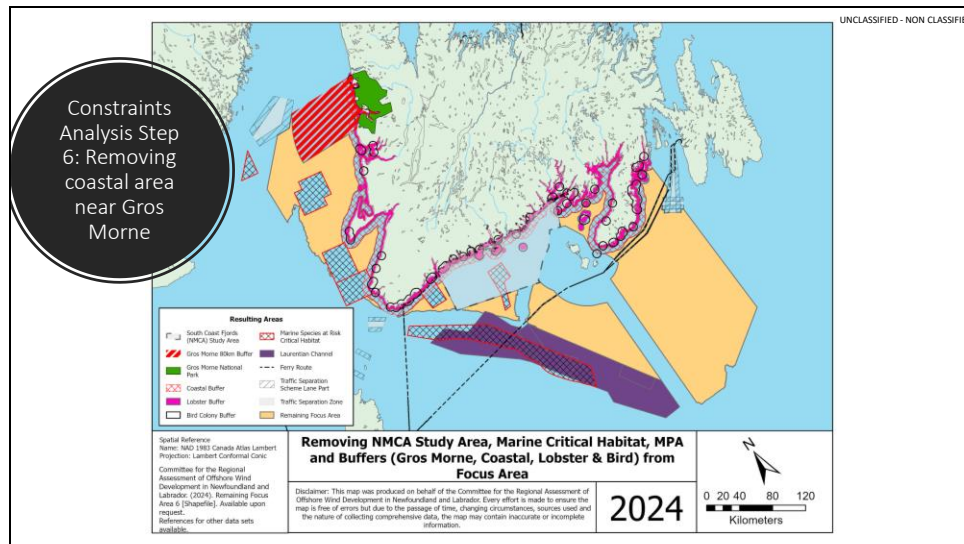 UNCLASSIFIED - NON CLASSIFIÉ
Constraints
Analysis Step
6: Removing
coastal area
near Gros
Morne
Resulting Areas
South Coast Fjords
(NMCA) Study Area
Gros Morne 80km Buffer
Gros Morne National
Park
Coastal Buffer
Lobster Buffer
Bird Colony Buffer
Marine Species at Risk
Critical Habitat
Laurentian Channel
Ferry Route
Traffic Separation
Scheme Lane Part
Traffic Separation Zone
Remaining Focus Area
Spatial Reference
Name: NAD 1983 Canada Atlas Lambert
Projection: Lambert Conformal Conic
Committee for the Regional
Assessment of Offshore Wind
Development in Newfoundland and
Labrador. (2024). Remaining Focus
Area 6 [Shapefile]. Available upon
request.
References for other data sets
available.
Removing NMCA Study Area, Marine Critical Habitat, MPA
and Buffers (Gros Morne, Coastal, Lobster & Bird) from
Focus Area
Disclaimer: This map was produced on behalf of the Committee for the Regional Assessment of
Offshore Wind Development in Newfoundland and Labrador. Every effort is made to ensure the
map is free of errors but due to the passage of time, changing circumstances, sources used and
the nature of collecting comprehensive data, the map may contain inaccurate or incomplete
information.
2024
N
0 20 40 80 120
Kilometers